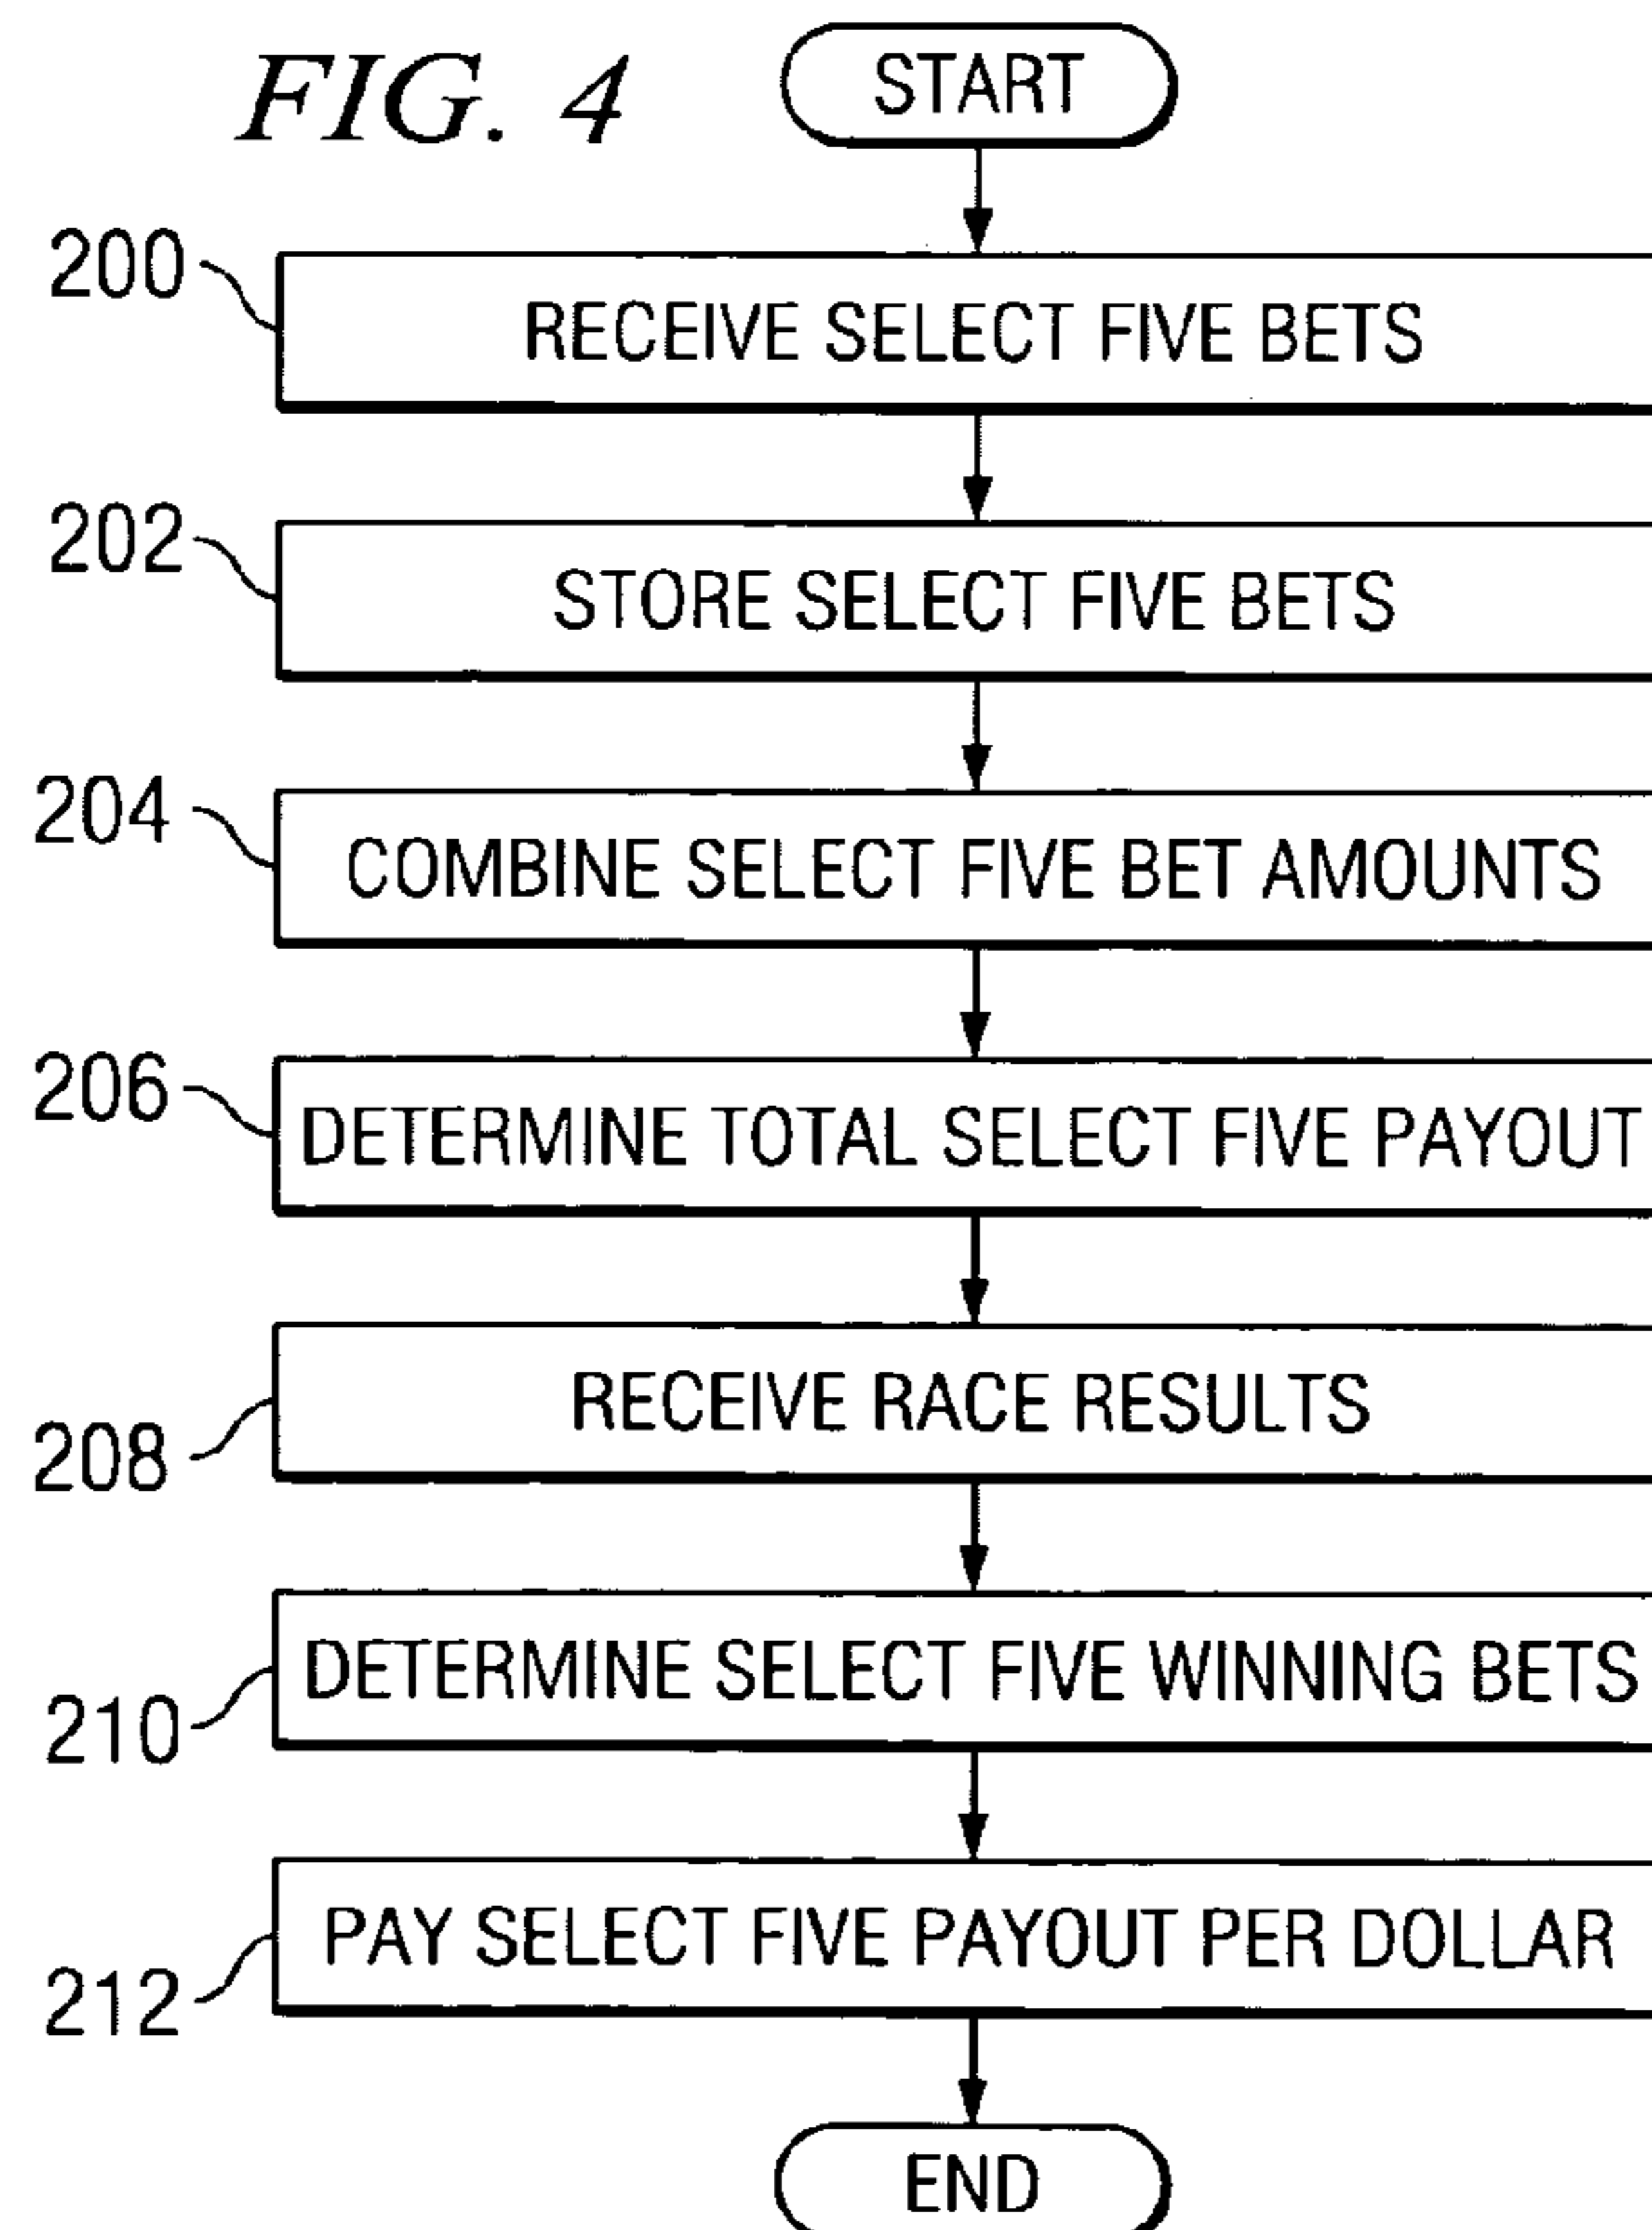 FIG. 4
START
200
RECEIVE SELECT FIVE BETS
202
STORE SELECT FIVE BETS
204
COMBINE SELECT FIVE BET AMOUNTS
206
DETERMINE TOTAL SELECT FIVE PAYOUT
208
RECEIVE RACE RESULTS
210
DETERMINE SELECT FIVE WINNING BETS
212
PAY SELECT FIVE PAYOUT PER DOLLAR
END